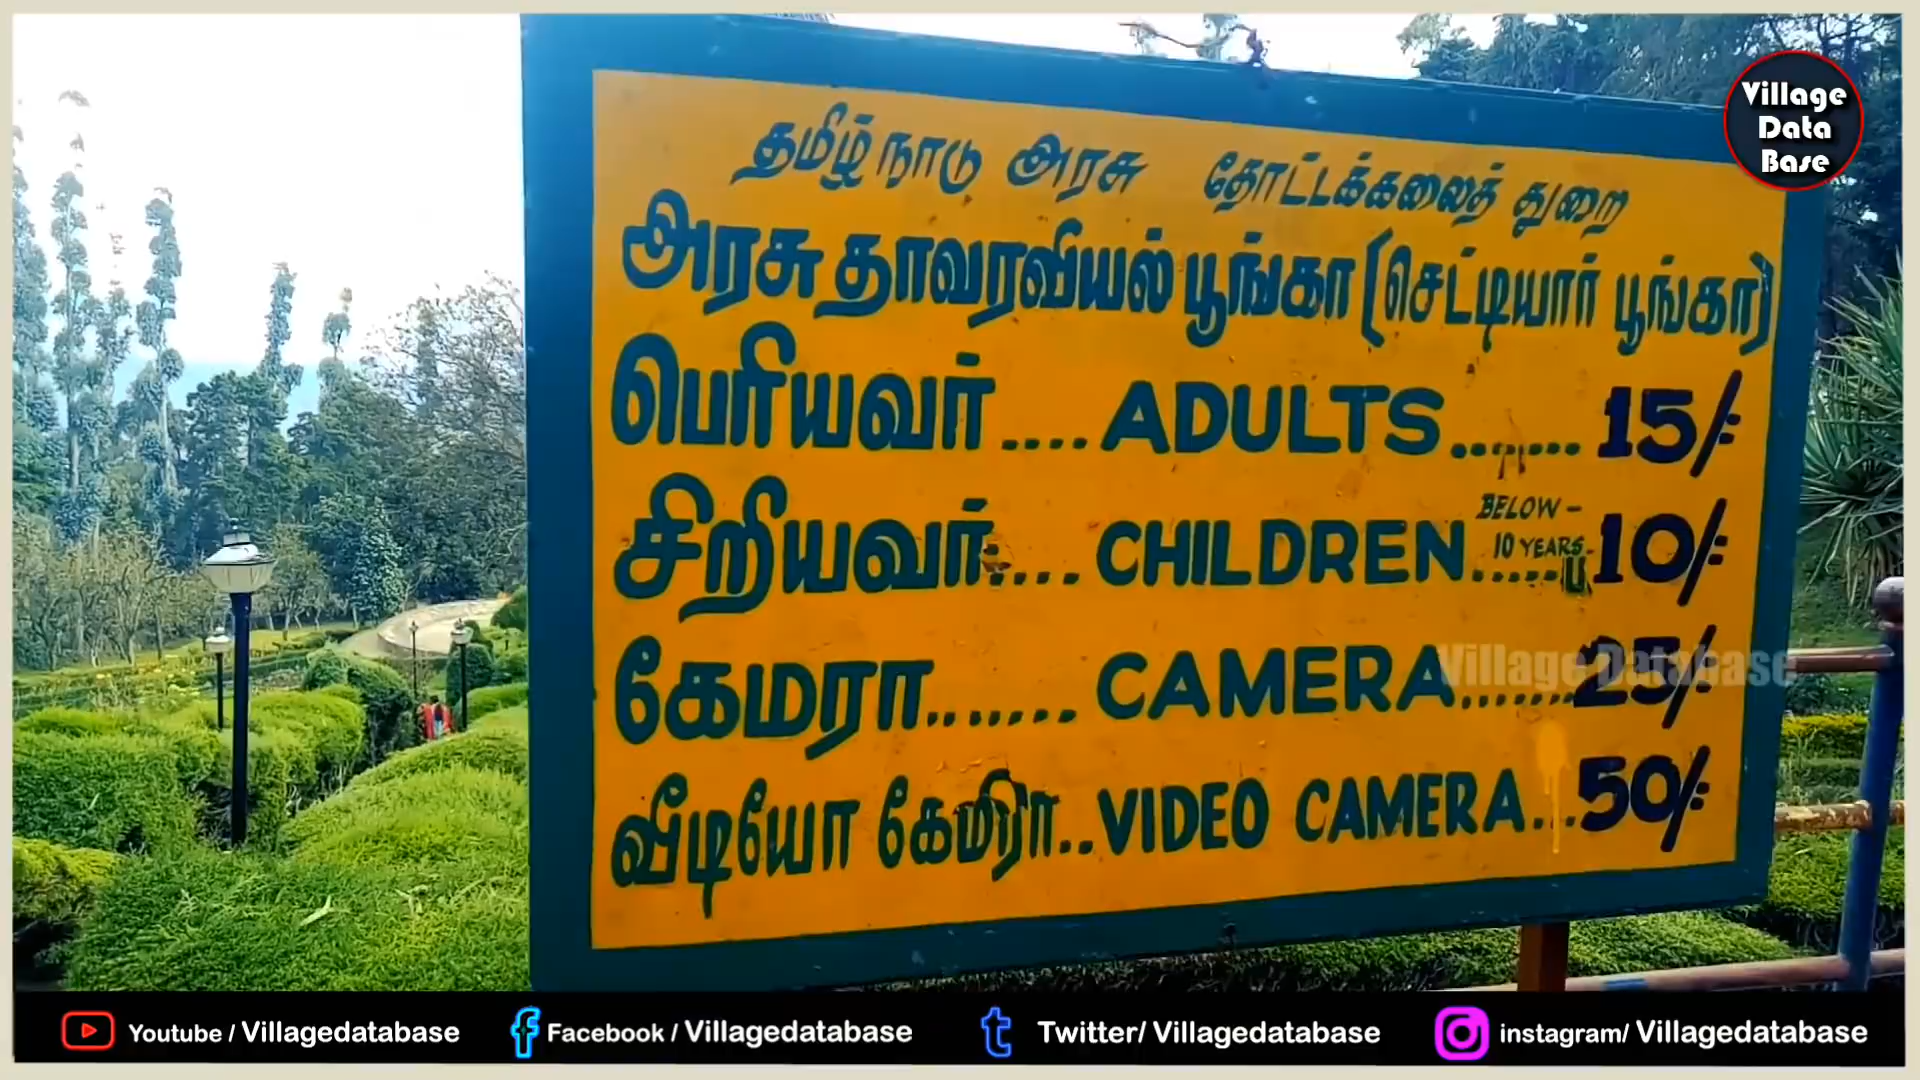 Village
Data
Base
தமிழ் நாடு அரசு தோட்டக்கலைத் துறை
அரசு தாவரவியல் பூங்கா (செட்டியார் பூங்கா)
பெரியவர் .... ADULTS ....... 15/-
சிறியவர் .... CHILDREN BELOW - 10 YEARS ..... 10/-
கேமரா ....... CAMERA ...... 25/-
வீடியோ கேமிரா .. VIDEO CAMERA ... 50/-
Village Database
Youtube / Villagedatabase Facebook / Villagedatabase Twitter/ Villagedatabase instagram/ Villagedatabase